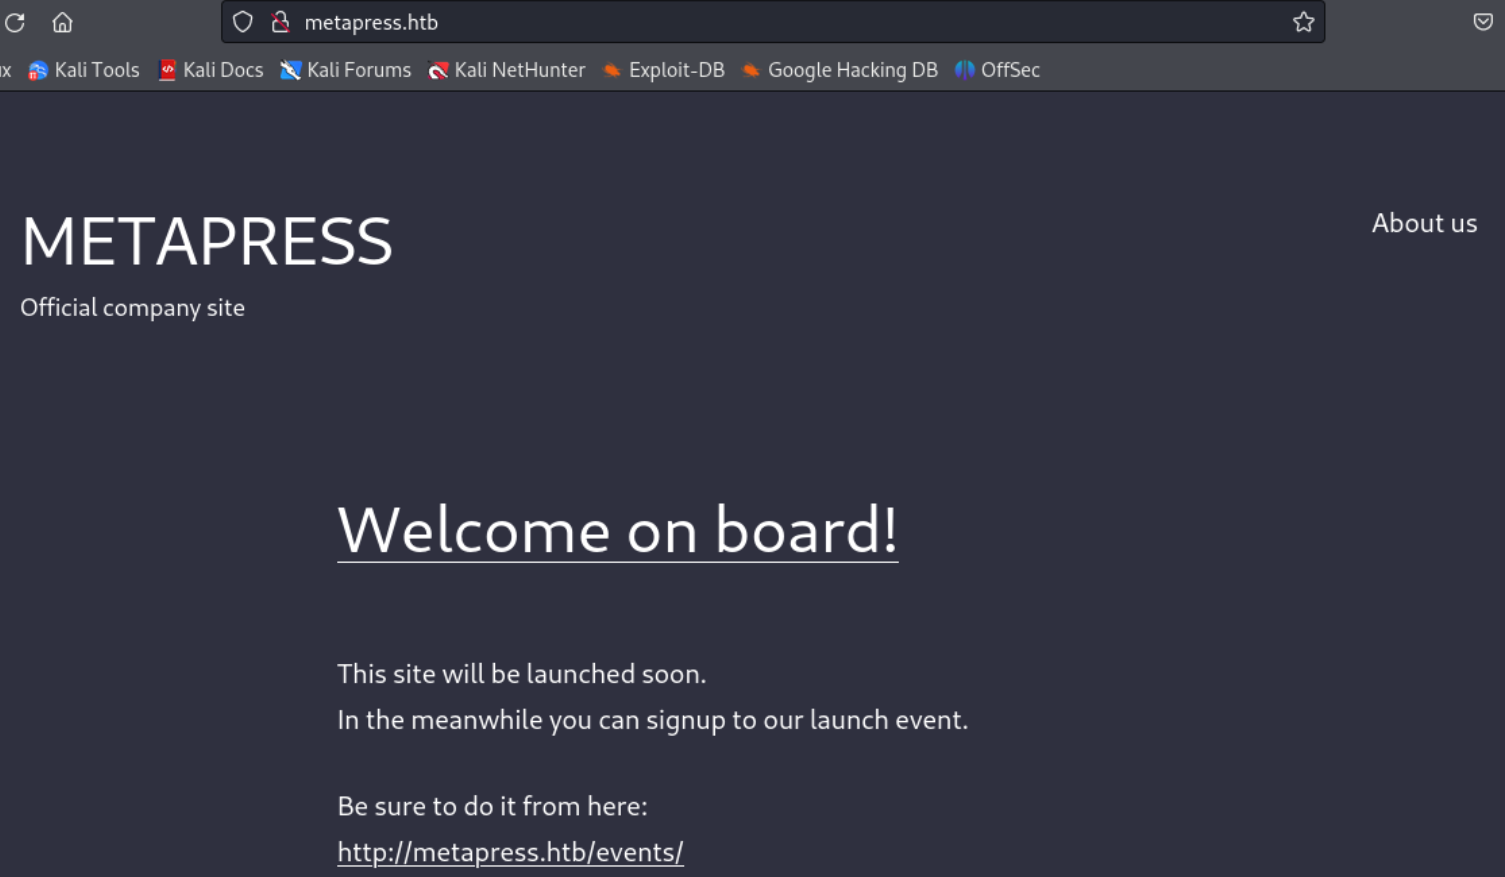 metapress.htb
x Kali Tools Kali Docs Kali Forums Kali NetHunter Exploit-DB Google Hacking DB OffSec
METAPRESS
About us
Official company site
Welcome on board!
This site will be launched soon.
In the meanwhile you can signup to our launch event.
Be sure to do it from here:
http://metapress.htb/events/